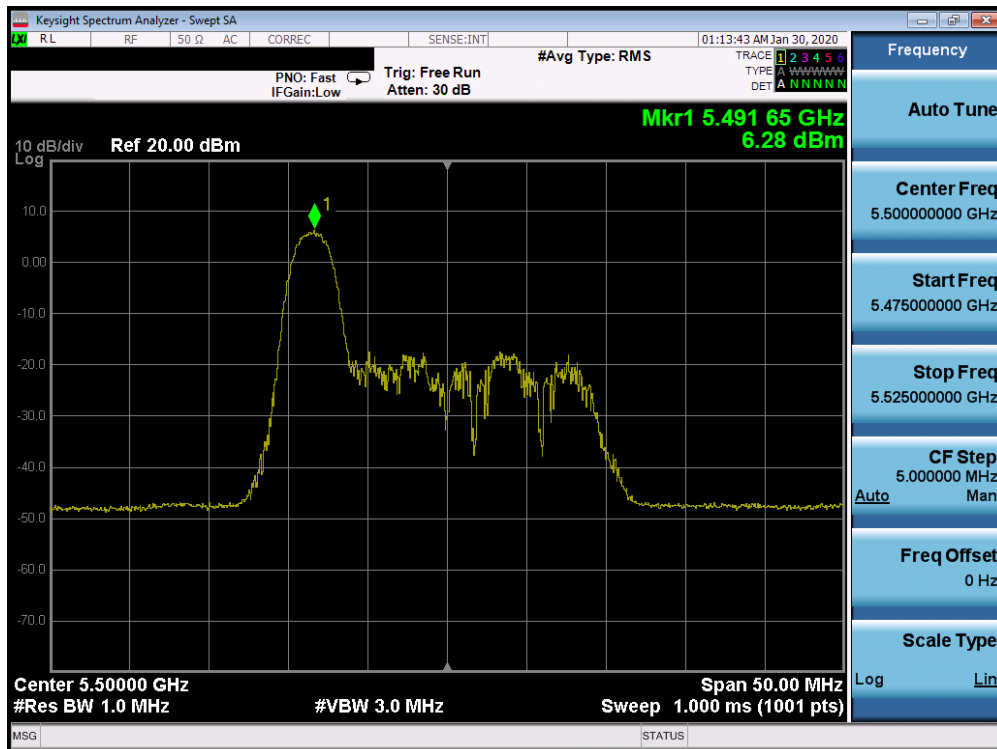 Keysight Spectrum Analyzer - Swept SA
LXI RL RF 50 Ω AC CORREC SENSE:INT 01:13:43 AM Jan 30, 2020
#Avg Type: RMS
TRACE 1 2 3 4 5 6
TYPE A WWWWW
DET A N N N N N
PNO: Fast Trig: Free Run
IFGain:Low Atten: 30 dB
Mkr1 5.491 65 GHz
6.28 dBm
10 dB/div Ref 20.00 dBm
Log
1
10.0
0.00
-10.0
-20.0
-30.0
-40.0
-50.0
-60.0
-70.0
Center 5.50000 GHz Span 50.00 MHz
#Res BW 1.0 MHz #VBW 3.0 MHz Sweep 1.000 ms (1001 pts)
MSG STATUS
Frequency
Auto Tune
Center Freq
5.500000000 GHz
Start Freq
5.475000000 GHz
Stop Freq
5.525000000 GHz
CF Step
5.000000 MHz
Auto Man
Freq Offset
0 Hz
Scale Type
Log Lin